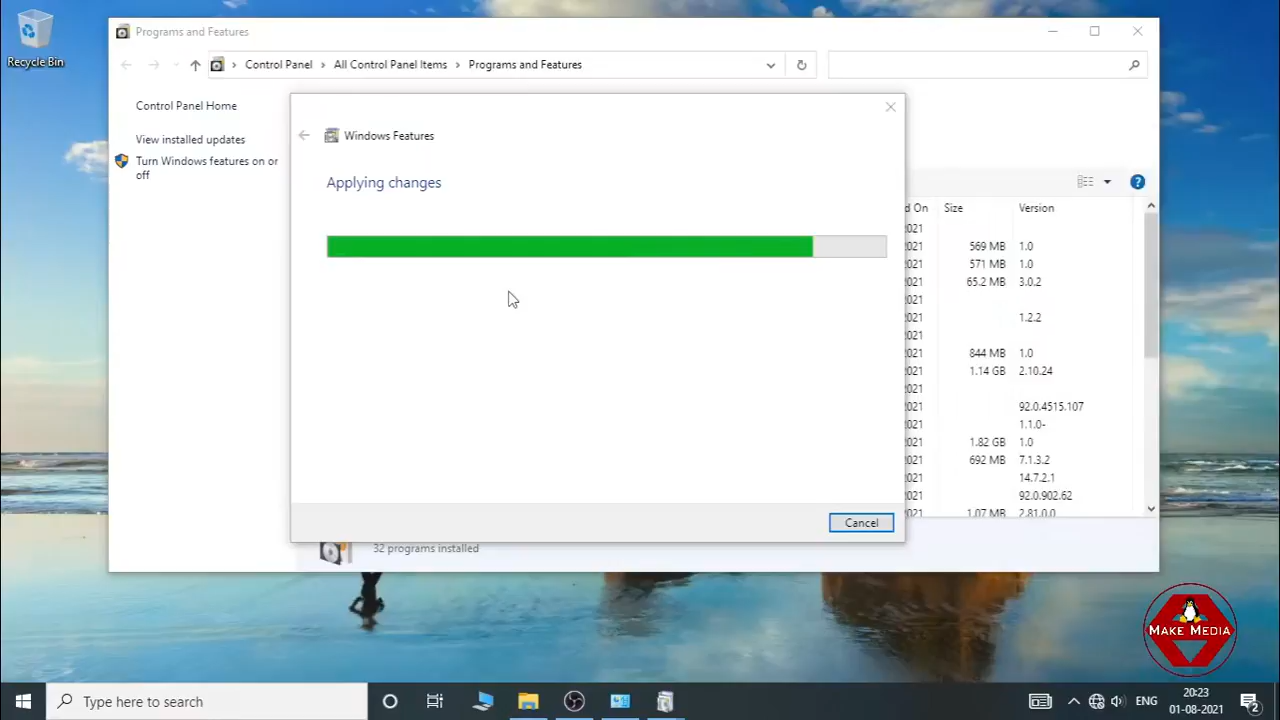 Recycle Bin
Programs and Features
Control Panel
All Control Panel Items
Programs and Features
Control Panel Home
View installed updates
Turn Windows features on or
off
Windows Features
Applying changes
Cancel
d On Size Version
021
021 569 MB 1.0
021 571 MB 1.0
021 65.2 MB 3.0.2
021
021 1.2.2
021
021 844 MB 1.0
021 1.14 GB 2.10.24
021
021 92.0.4515.107
021 1.1.0-
021 1.82 GB 1.0
021 692 MB 7.1.3.2
021 14.7.2.1
021 92.0.902.62
021 1.07 MB 2.81.0.0
32 programs installed
MAKE MEDIA
Type here to search
ENG
20:23
01-08-2021
2